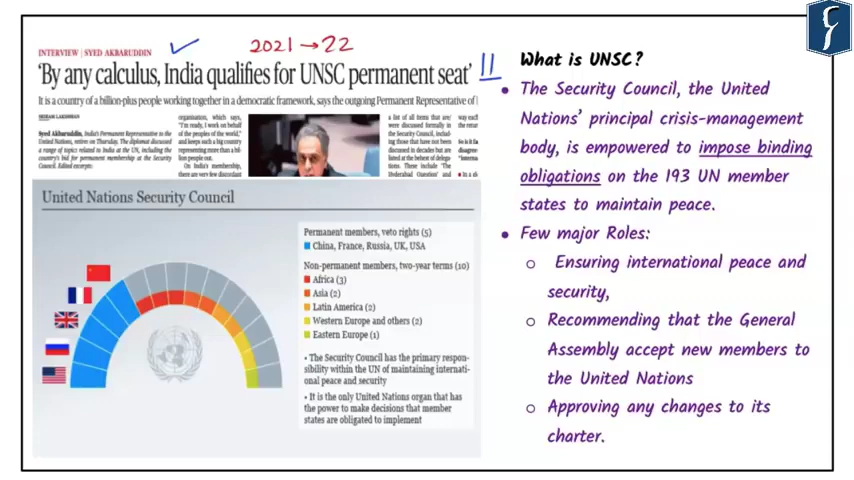 INTERVIEW | SYED AKBARUDDIN
2021 → 22
'By any calculus, India qualifies for UNSC permanent seat'
It is a country of a billion-plus people working together in a democratic framework, says the outgoing Permanent Representative of I
SRIRAM LAKSHMAN
Syed Akbaruddin, India's Permanent Representative to the
United Nations, retires on Thursday. The diplomat discussed
a range of topics related to India at the UN, including the
country's bid for permanent membership at the Security
Council. Edited excerpts:
organisation, which says,
"I'm ready, I work on behalf
of the peoples of the world,"
and keeps such a big country
representing more than a bil-
lion people out.
On India's membership,
there are very few discordant
a list of all items that are
been discussed formally in
the Security Council, includ-
ing those that have not been
discussed in decades but are
listed at the behest of delega-
tions. These include 'The
Hyderabad Question' and
United Nations Security Council
Permanent members, veto rights (5)
China, France, Russia, UK, USA
Non-permanent members, two-year terms (10)
Africa (3)
Asia (2)
Latin America (2)
Western Europe and others (2)
Eastern Europe (1)
• The Security Council has the primary respon-
sibility within the UN of maintaining internati-
onal peace and security
• It is the only United Nations organ that has
the power to make decisions that member
states are obligated to implement
What is UNSC?
• The Security Council, the United
Nations' principal crisis-management
body, is empowered to impose binding
obligations on the 193 UN member
states to maintain peace.
• Few major Roles:
o Ensuring international peace and
security,
o Recommending that the General
Assembly accept new members to
the United Nations
o Approving any changes to its
charter.